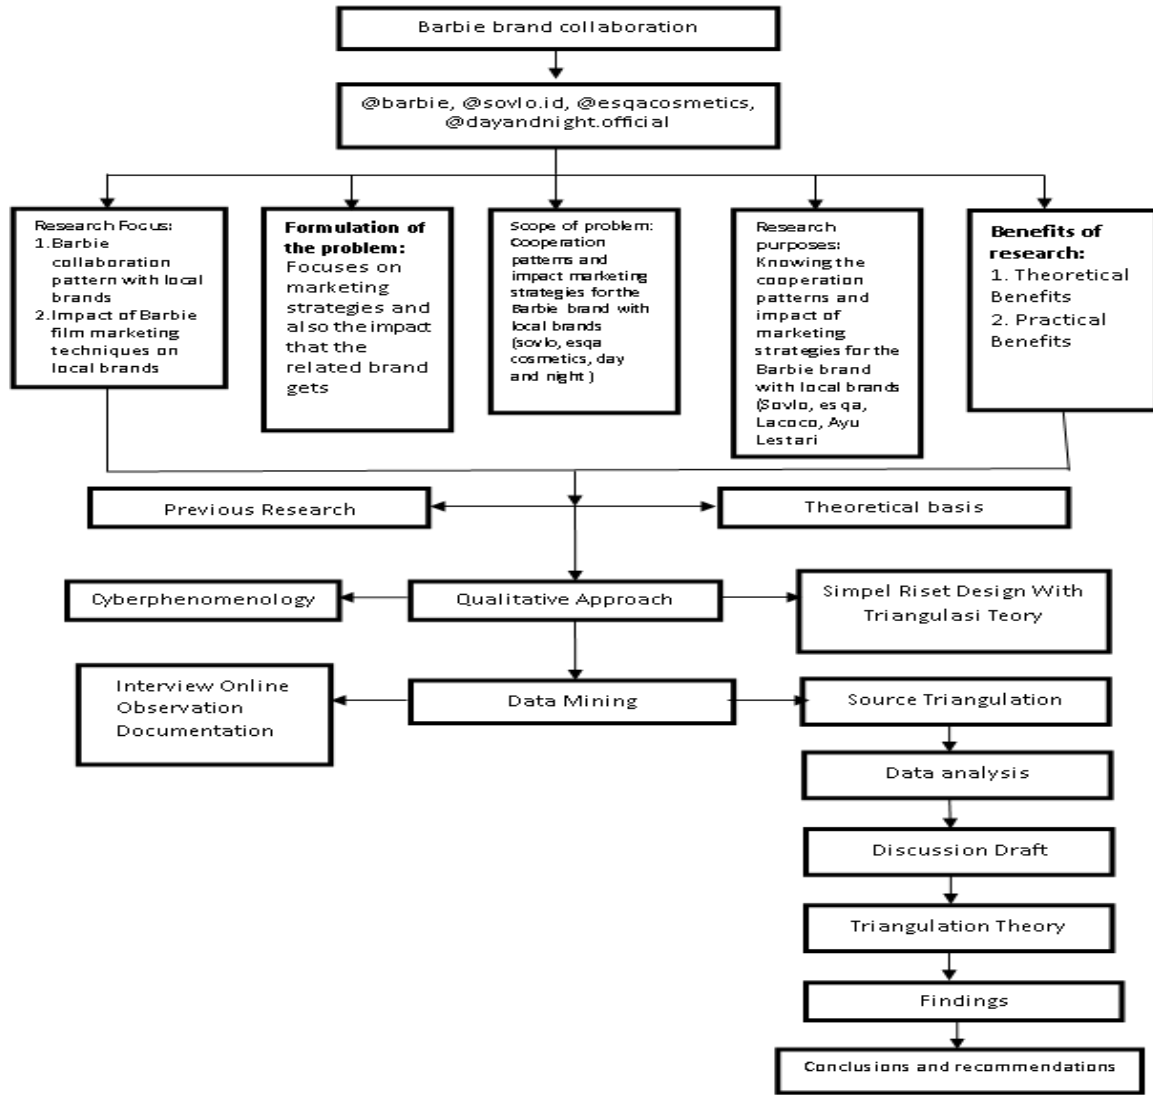 Barbie brand collaboration
@barbie, @sovlo.id, @esqacosmetics,
@dayandnight.official
Research Focus:
1.Barbie
collaboration
pattern with local
brands
2.Impact of Barbie
film marketing
techniques on
local brands
Formulation of
the problem:
Focuses on
marketing
strategies and
also the impact
that the
related brand
gets
Scope of problem:
Cooperation
patterns and
impact marketing
strategies for the
Barbie brand with
local brands
(sovlo, esqa
cosmetics, day
and night )
Research
purposes:
Knowing the
cooperation
patterns and
impact of
marketing
strategies for the
Barbie brand
with local brands
(Sovlo, esqa,
Lacoco, Ayu
Lestari
Benefits of
research:
1. Theoretical
Benefits
2. Practical
Benefits
Previous Research
Theoretical basis
Cyberphenomenology
Qualitative Approach
Simpel Riset Design With
Triangulasi Teory
Interview Online
Observation
Documentation
Data Mining
Source Triangulation
Data analysis
Discussion Draft
Triangulation Theory
Findings
Conclusions and recommendations